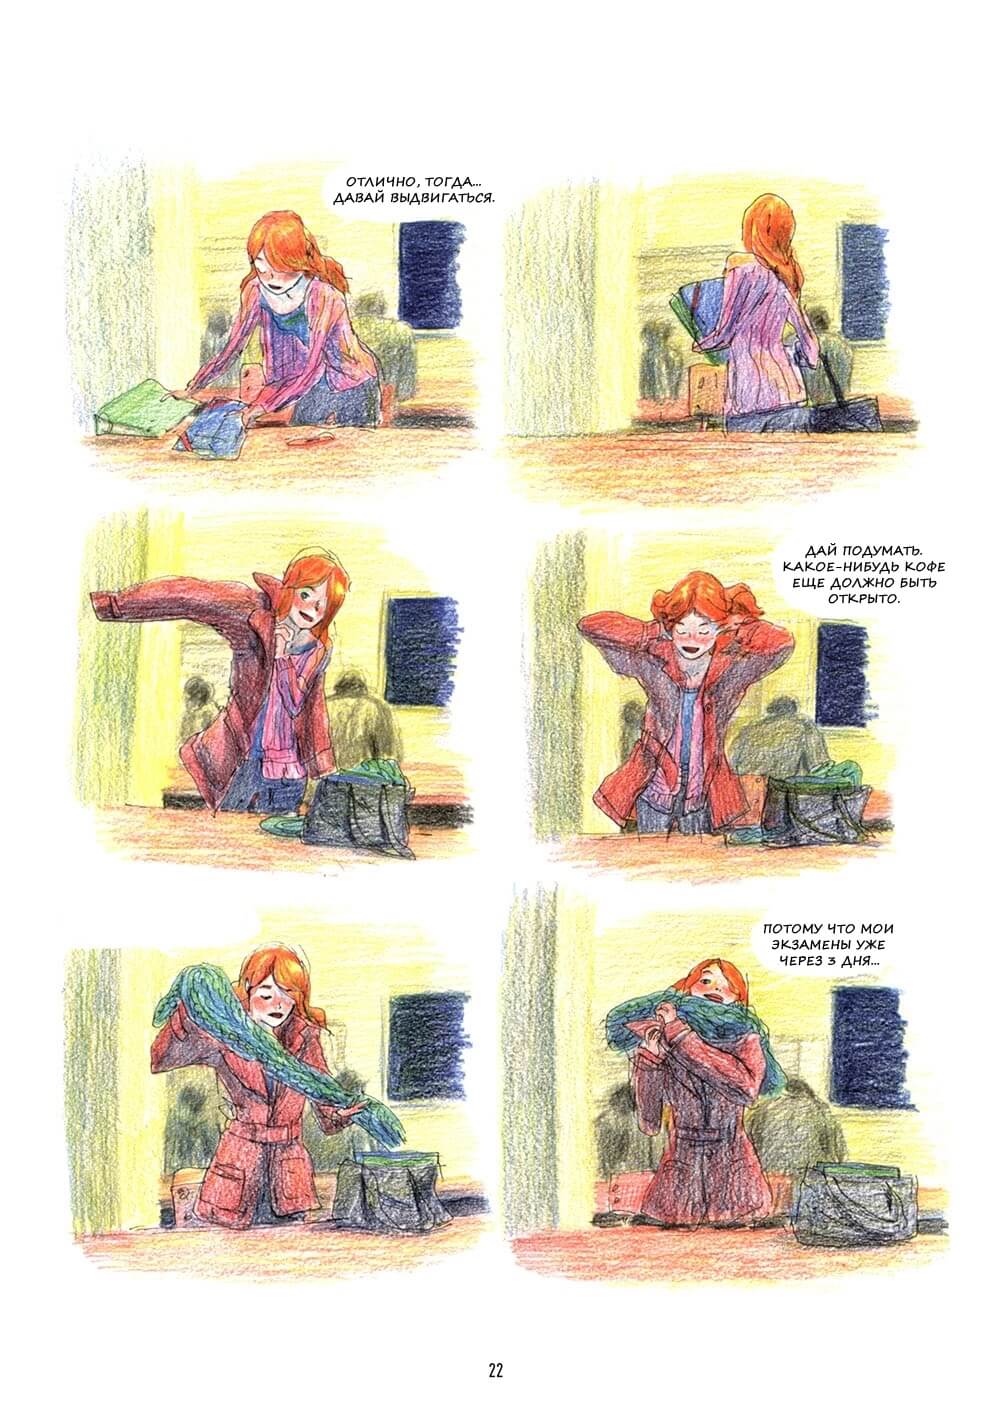 ОТЛИЧНО, ТОГДА...
ДАВАЙ ВЫДВИГАТЬСЯ.
ДАЙ ПОДУМАТЬ.
КАКОЕ-НИБУДЬ КОФЕ
ЕЩЕ ДОЛЖНО БЫТЬ
ОТКРЫТО.
ПОТОМУ ЧТО МОИ
ЭКЗАМЕНЫ УЖЕ
ЧЕРЕЗ 3 ДНЯ...
22